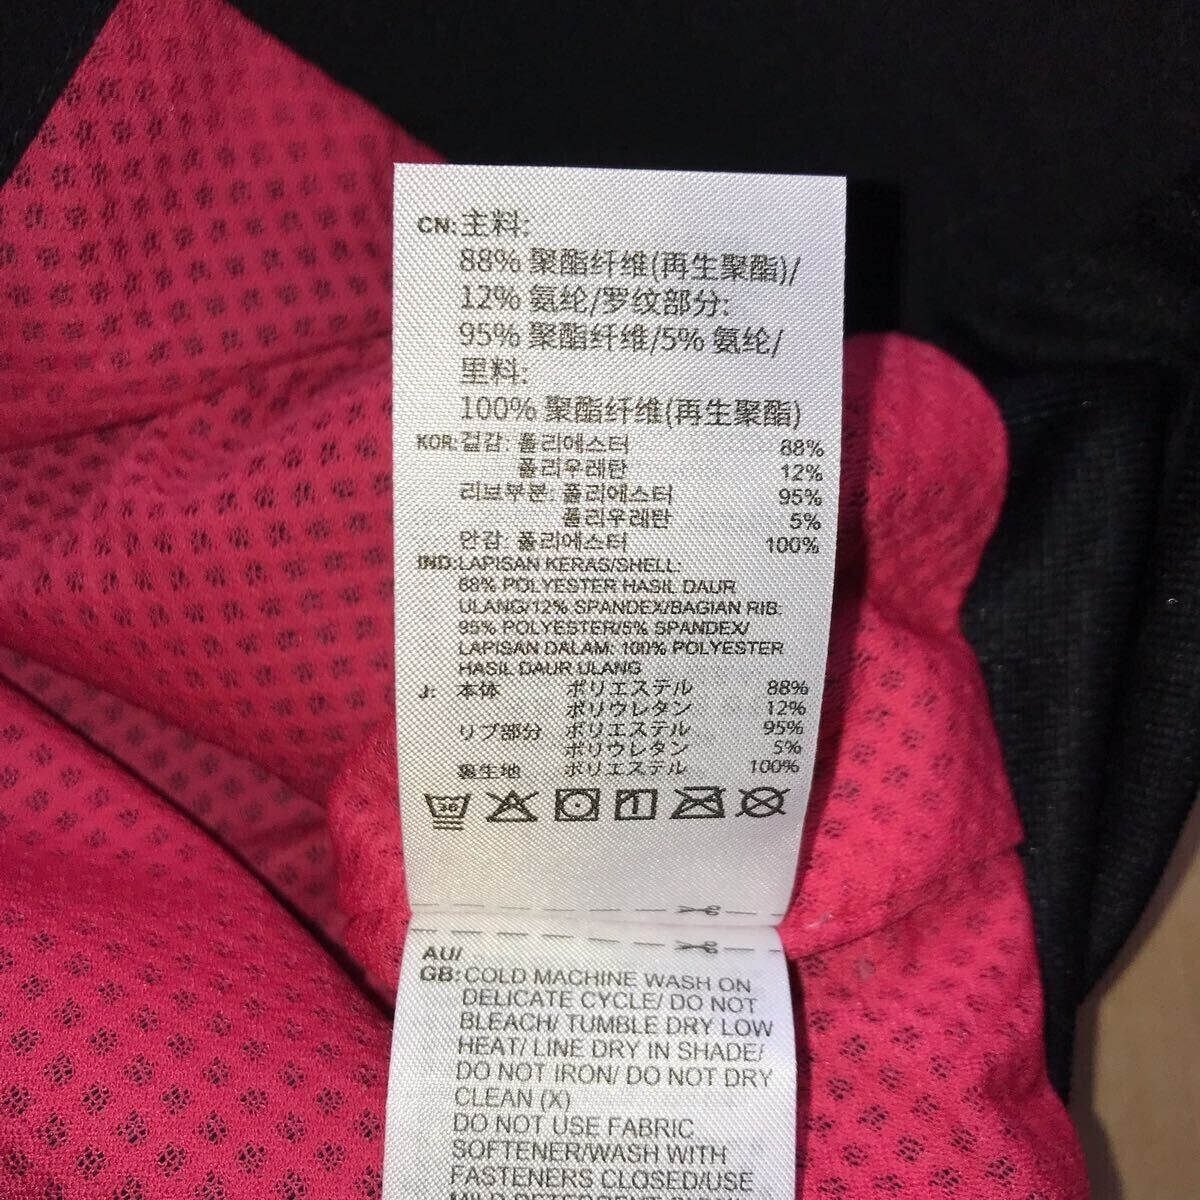 CN: 主料:
88% 聚酯纤维(再生聚酯)/
12% 氨纶/罗纹部分:
95% 聚酯纤维/5% 氨纶/
里料:
100% 聚酯纤维(再生聚酯)
KOR: 겉감: 폴리에스터 88%
폴리우레탄 12%
리브부분: 폴리에스터 95%
폴리우레탄 5%
안감: 폴리에스터 100%
IND: LAPISAN KERAS/SHELL:
88% POLYESTER HASIL DAUR
ULANG/12% SPANDEX/BAGIAN RIB:
95% POLYESTER/5% SPANDEX/
LAPISAN DALAM: 100% POLYESTER
HASIL DAUR ULANG
J: 本体 ポリエステル 88%
ポリウレタン 12%
リブ部分 ポリエステル 95%
ポリウレタン 5%
裏生地 ポリエステル 100%
30
AU/
GB: COLD MACHINE WASH ON
DELICATE CYCLE/ DO NOT
BLEACH/ TUMBLE DRY LOW
HEAT/ LINE DRY IN SHADE/
DO NOT IRON/ DO NOT DRY
CLEAN (X)
DO NOT USE FABRIC
SOFTENER/WASH WITH
FASTENERS CLOSED/USE
MILD DETERGENT